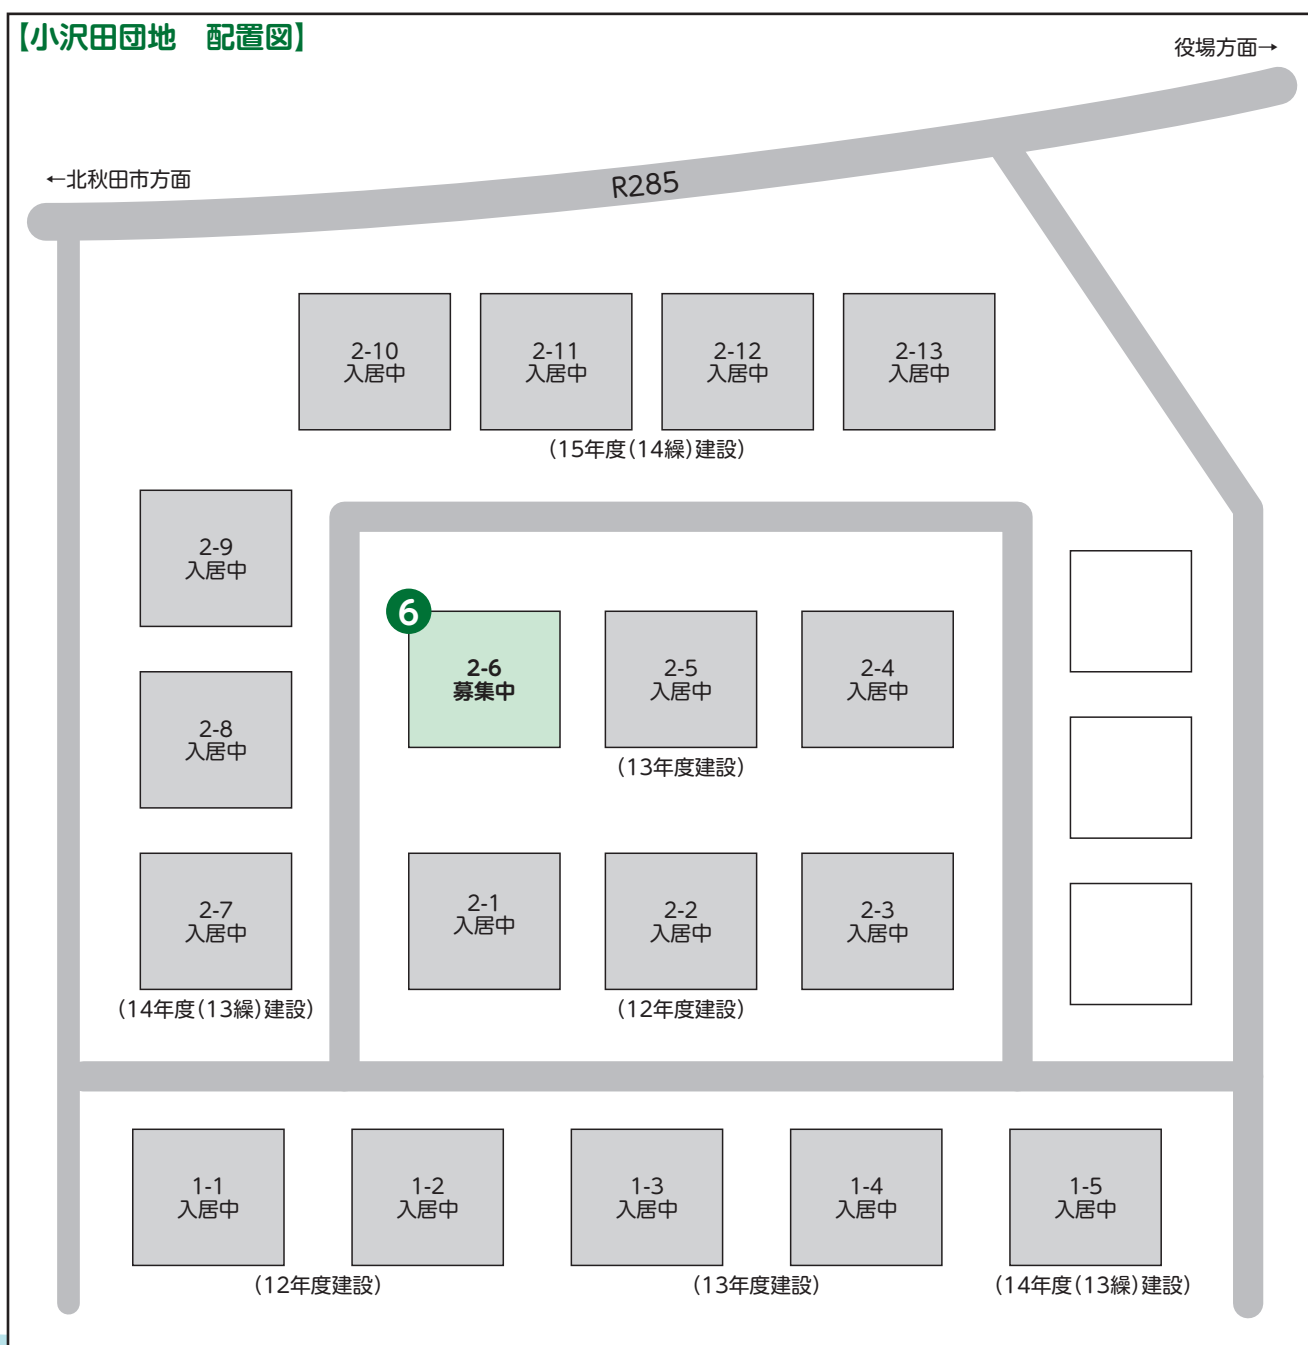 【小沢田団地　配置図】
役場方面→
←北秋田市方面
R285
2-10
入居中
2-11
入居中
2-12
入居中
2-13
入居中
(15年度(14繰)建設)
2-9
入居中
6
2-6
募集中
2-5
入居中
2-4
入居中
(13年度建設)
2-8
入居中
2-7
入居中
(14年度(13繰)建設)
2-1
入居中
2-2
入居中
2-3
入居中
(12年度建設)
1-1
入居中
1-2
入居中
1-3
入居中
1-4
入居中
1-5
入居中
(12年度建設)
(13年度建設)
(14年度(13繰)建設)